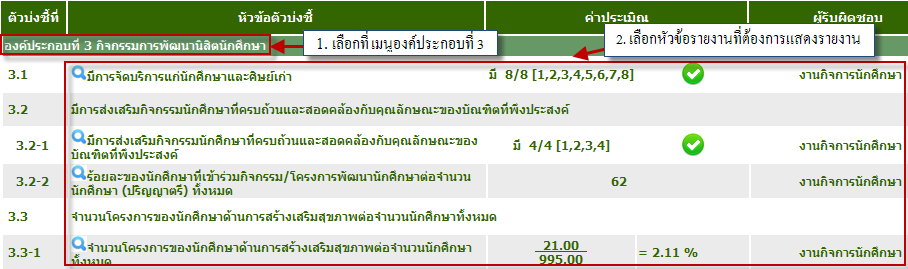 ตัวบ่งชี้ที่ หัวข้อตัวบ่งชี้ ค่าประเมิน ผู้รับผิดชอบ
องค์ประกอบที่ 3 กิจกรรมการพัฒนานิสิตนักศึกษา
1. เลือกที่เมนูองค์ประกอบที่ 3
2. เลือกหัวข้อรายงานที่ต้องการแสดงรายงาน
3.1 มีการจัดบริการแก่นักศึกษาและศิษย์เก่า มี 8/8 [1,2,3,4,5,6,7,8] งานกิจการนักศึกษา
3.2 มีการส่งเสริมกิจกรรมนักศึกษาที่ครบถ้วนและสอดคล้องกับคุณลักษณะของบัณฑิตที่พึงประสงค์
3.2-1 มีการส่งเสริมกิจกรรมนักศึกษาที่ครบถ้วนและสอดคล้องกับคุณลักษณะของ
บัณฑิตที่พึงประสงค์ มี 4/4 [1,2,3,4] งานกิจการนักศึกษา
3.2-2 ร้อยละของนักศึกษาที่เข้าร่วมกิจกรรม/โครงการพัฒนานักศึกษาต่อจำนวน
นักศึกษา (ปริญญาตรี) ทั้งหมด 62 งานกิจการนักศึกษา
3.3 จำนวนโครงการของนักศึกษาด้านการสร้างเสริมสุขภาพต่อจำนวนนักศึกษาทั้งหมด
3.3-1 จำนวนโครงการของนักศึกษาด้านการสร้างเสริมสุขภาพต่อจำนวนนักศึกษา
ทั้งหมด
21.00
995.00
= 2.11 % งานกิจการนักศึกษา